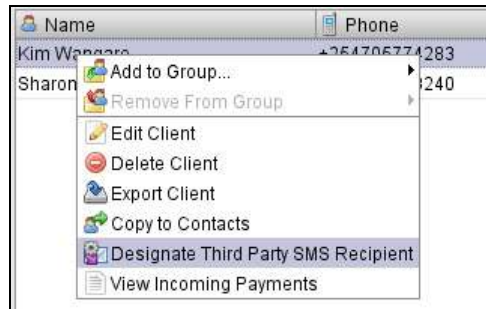 Name Phone
Kim Wangare +254705774283
Sharon 3240
Add to Group...
Remove From Group
Edit Client
Delete Client
Export Client
Copy to Contacts
Designate Third Party SMS Recipient
View Incoming Payments